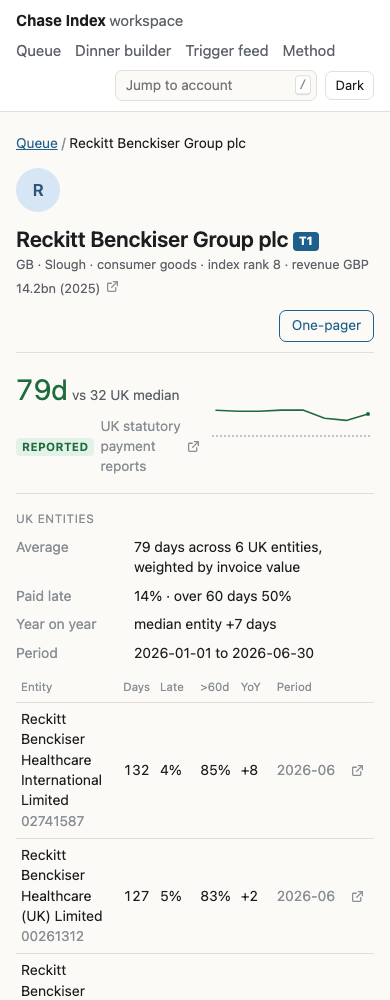 Chase Index workspace
Queue Dinner builder Trigger feed Method
Jump to account / Dark
Queue / Reckitt Benckiser Group plc
R
Reckitt Benckiser Group plc T1
GB · Slough · consumer goods · index rank 8 · revenue GBP
14.2bn (2025)
One-pager
79d vs 32 UK median
REPORTED UK statutory
payment
reports
UK ENTITIES
Average 79 days across 6 UK entities,
weighted by invoice value
Paid late 14% · over 60 days 50%
Year on year median entity +7 days
Period 2026-01-01 to 2026-06-30
Entity Days Late >60d YoY Period
Reckitt
Benckiser
Healthcare
International
Limited
02741587
132 4% 85% +8 2026-06
Reckitt
Benckiser
Healthcare
(UK) Limited
00261312
127 5% 83% +2 2026-06
Reckitt
Benckiser